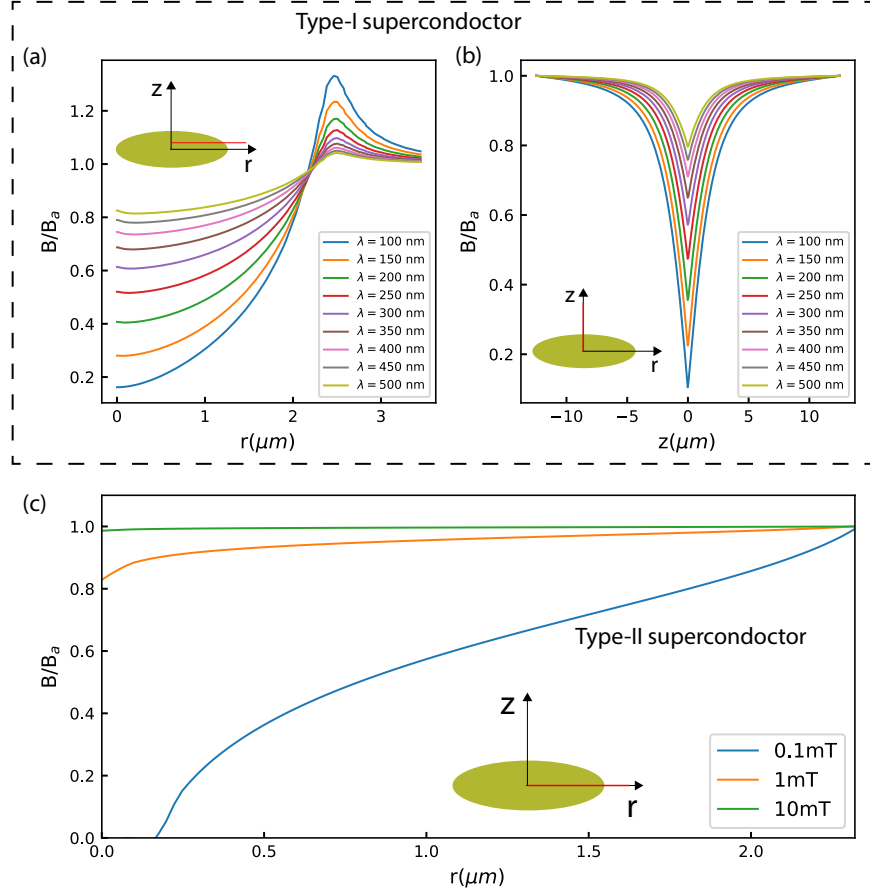 Type-I supercondoctor
(a)
B/Bₐ
1.2
1.0
0.8
0.6
0.4
0.2
z
r
λ = 100 nm
λ = 150 nm
λ = 200 nm
λ = 250 nm
λ = 300 nm
λ = 350 nm
λ = 400 nm
λ = 450 nm
λ = 500 nm
0 1 2 3
r(μm)
(b)
B/Bₐ
1.0
0.8
0.6
0.4
0.2
λ = 100 nm
λ = 150 nm
λ = 200 nm
λ = 250 nm
λ = 300 nm
λ = 350 nm
λ = 400 nm
λ = 450 nm
λ = 500 nm
z
r
−10 −5 0 5 10
z(μm)
(c)
B/Bₐ
1.0
0.8
0.6
0.4
0.2
0.0
Type-II supercondoctor
z
r
0.1mT
1mT
10mT
0.0 0.5 1.0 1.5 2.0
r(μm)